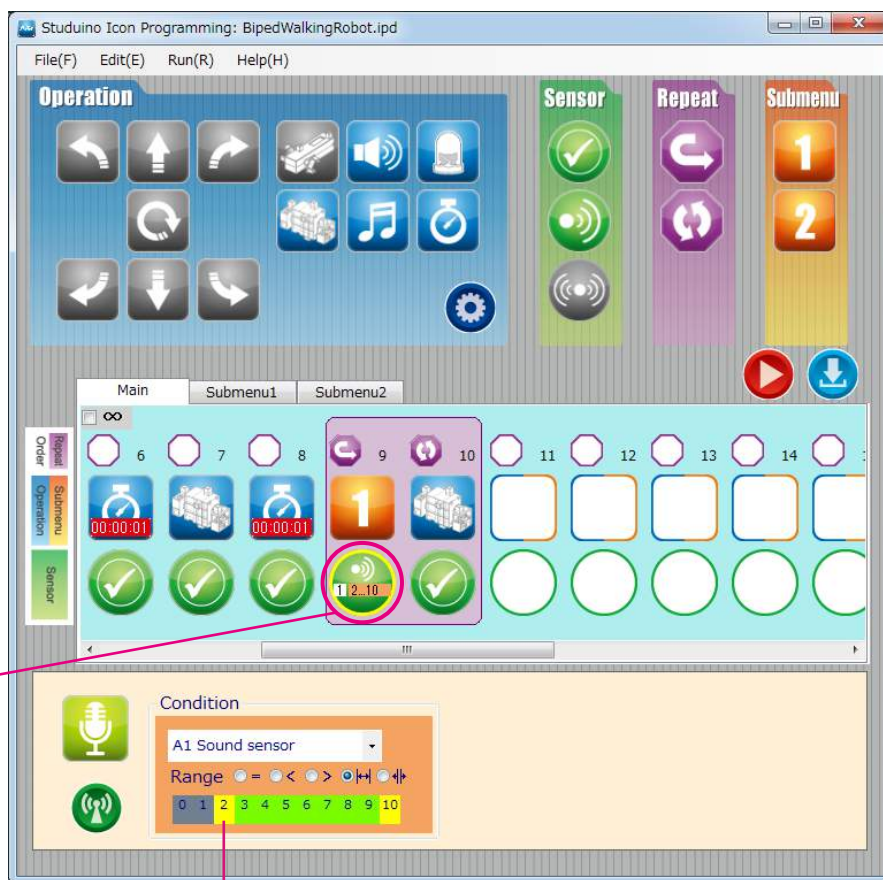 Studuino Icon Programming: BipedWalkingRobot.ipd
File(F) Edit(E) Run(R) Help(H)
Operation
Sensor
Repeat
Submenu
1
2
Main Submenu1 Submenu2
∞
Repeat Order
6 7 8 9 10 11 12 13 14
Submenu Operation
00:00:01 00:00:01 1
Sensor
1 2...10
Condition
A1 Sound sensor
Range = < >
0 1 2 3 4 5 6 7 8 9 10